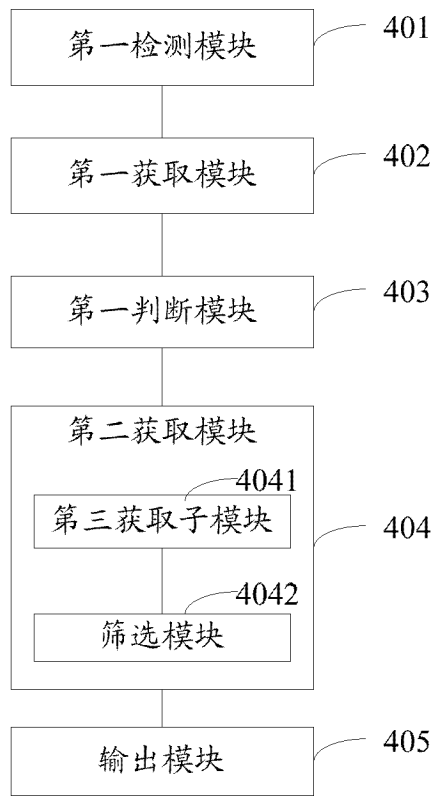 第一检测模块
401
第一获取模块
402
第一判断模块
403
第二获取模块
4041
第三获取子模块
404
4042
筛选模块
输出模块
405